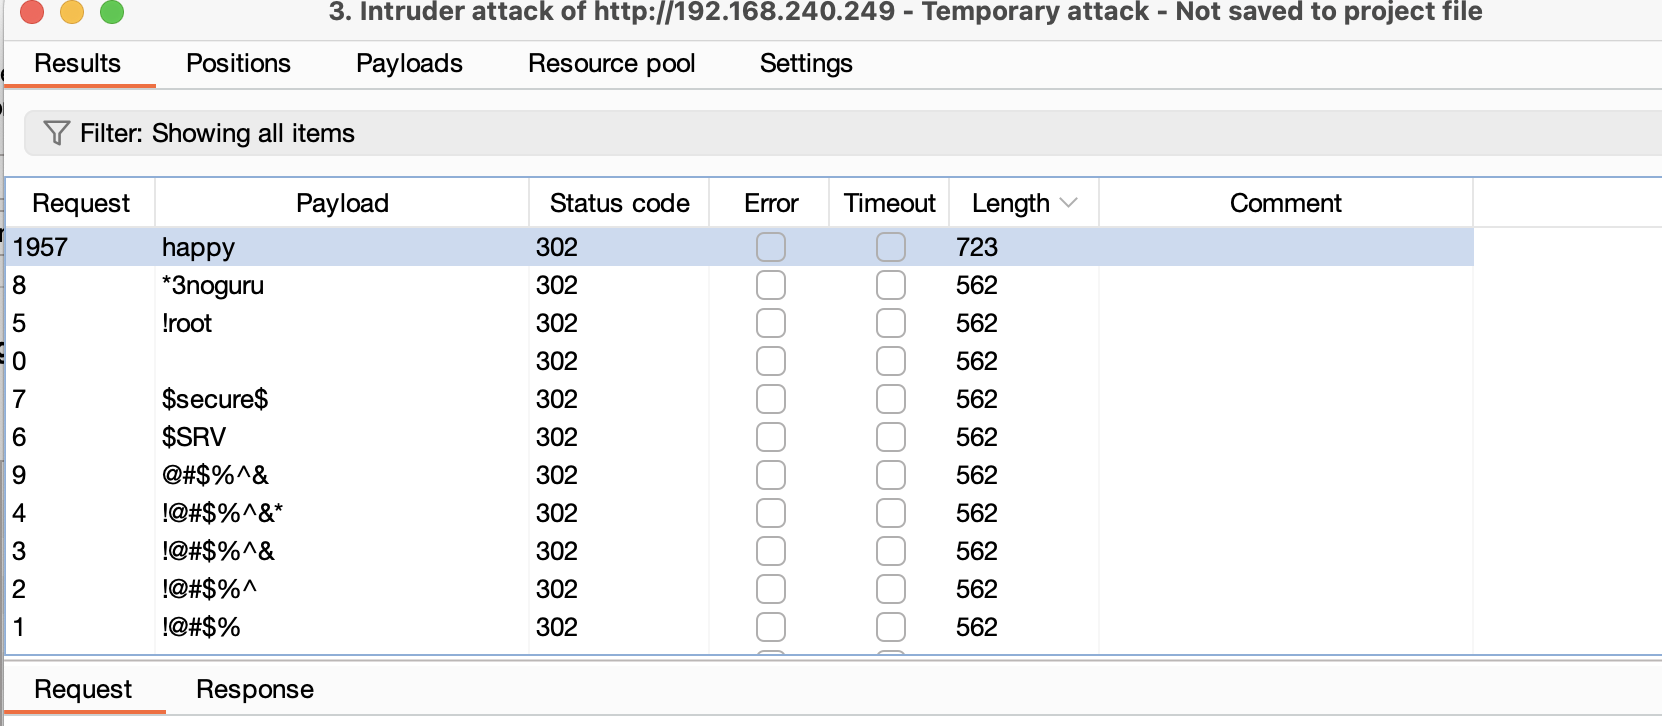 3. Intruder attack of http://192.168.240.249 - Temporary attack - Not saved to project file
Results Positions Payloads Resource pool Settings
Filter: Showing all items
Request Payload Status code Error Timeout Length Comment
1957 happy 302 723
8 *3noguru 302 562
5 !root 302 562
0 302 562
7 $secure$ 302 562
6 $SRV 302 562
9 @#$%^& 302 562
4 !@#$%^&* 302 562
3 !@#$%^& 302 562
2 !@#$%^ 302 562
1 !@#$% 302 562
Request Response